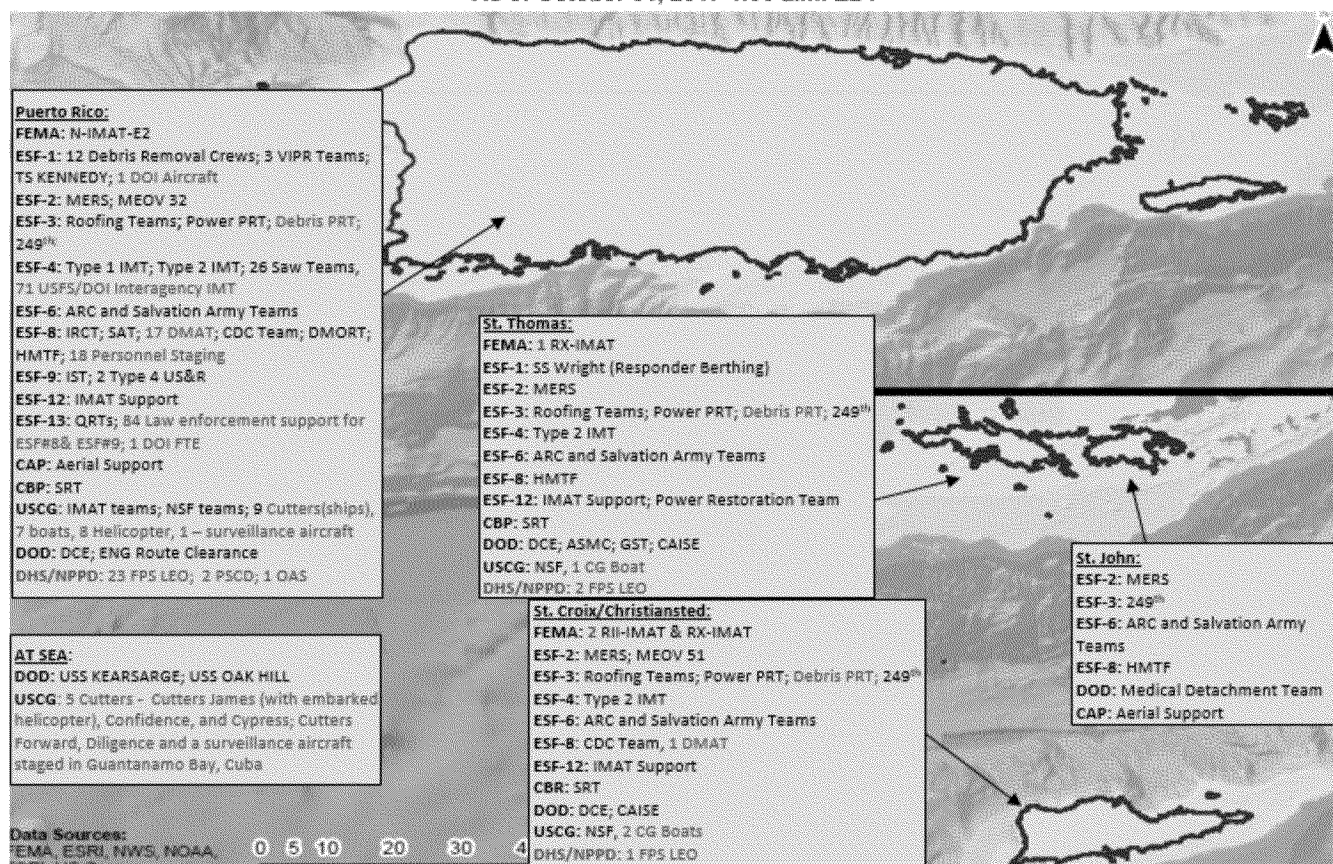 Puerto Rico:
FEMA: N-IMAT-E2
ESF-1: 12 Debris Removal Crews; 3 VIPR Teams;
TS KENNEDY; 1 DOI Aircraft
ESF-2: MERS; MEOV 32
ESF-3: Roofing Teams; Power PRT; Debris PRT;
249th
ESF-4: Type 1 IMT; Type 2 IMT; 26 Saw Teams,
71 USFS/DOI Interagency IMT
ESF-6: ARC and Salvation Army Teams
ESF-8: IRCT; SAT; 17 DMAT; CDC Team; DMORT;
HMTF; 18 Personnel Staging
ESF-9: IST; 2 Type 4 US&R
ESF-12: IMAT Support
ESF-13: QRTs; 84 Law enforcement support for
ESF#8& ESF#9; 1 DOI FTE
CAP: Aerial Support
CBP: SRT
USCG: IMAT teams; NSF teams; 9 Cutters(ships),
7 boats, 8 Helicopter, 1 – surveillance aircraft
DOD: DCE; ENG Route Clearance
DHS/NPPD: 23 FPS LEO; 2 PSCD; 1 OAS
St. Thomas:
FEMA: 1 RX-IMAT
ESF-1: SS Wright (Responder Berthing)
ESF-2: MERS
ESF-3: Roofing Teams; Power PRT; Debris PRT; 249th
ESF-4: Type 2 IMT
ESF-6: ARC and Salvation Army Teams
ESF-8: HMTF
ESF-12: IMAT Support; Power Restoration Team
CBP: SRT
DOD: DCE; ASMC; GST; CAISE
USCG: NSF, 1 CG Boat
DHS/NPPD: 2 FPS LEO
St. John:
ESF-2: MERS
ESF-3: 249th
ESF-6: ARC and Salvation Army
Teams
ESF-8: HMTF
DOD: Medical Detachment Team
CAP: Aerial Support
St. Croix/Christiansted:
FEMA: 2 RII-IMAT & RX-IMAT
ESF-2: MERS; MEOV 51
ESF-3: Roofing Teams; Power PRT; Debris PRT; 249th
ESF-4: Type 2 IMT
ESF-6: ARC and Salvation Army Teams
ESF-8: CDC Team, 1 DMAT
ESF-12: IMAT Support
CBR: SRT
DOD: DCE; CAISE
USCG: NSF, 2 CG Boats
DHS/NPPD: 1 FPS LEO
AT SEA:
DOD: USS KEARSARGE; USS OAK HILL
USCG: 5 Cutters - Cutters James (with embarked
helicopter), Confidence, and Cypress; Cutters
Forward, Diligence and a surveillance aircraft
staged in Guantanamo Bay, Cuba
Data Sources:
FEMA, ESRI, NWS, NOAA,
0 5 10 20 30 4